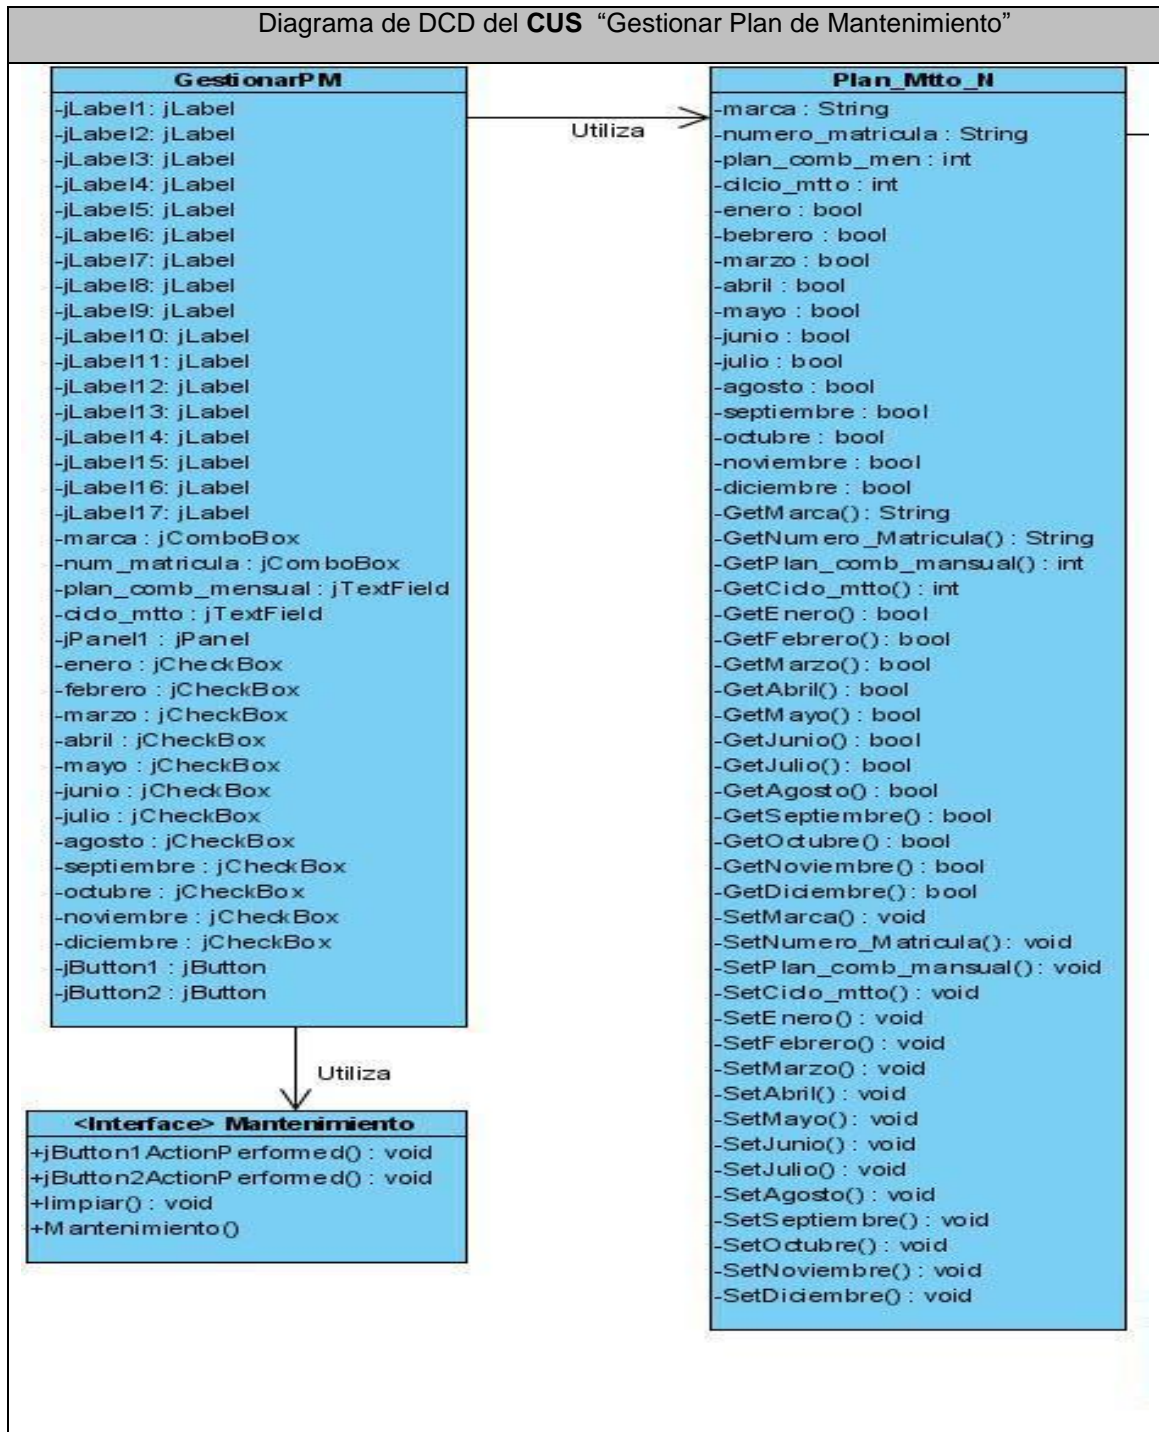 Diagrama de DCD del CUS “Gestionar Plan de Mantenimiento”
GestionarPM
-jLabel1: jLabel
-jLabel2: jLabel
-jLabel3: jLabel
-jLabel4: jLabel
-jLabel5: jLabel
-jLabel6: jLabel
-jLabel7: jLabel
-jLabel8: jLabel
-jLabel9: jLabel
-jLabel10: jLabel
-jLabel11: jLabel
-jLabel12: jLabel
-jLabel13: jLabel
-jLabel14: jLabel
-jLabel15: jLabel
-jLabel16: jLabel
-jLabel17: jLabel
-marca : jComboBox
-num_matricula : jComboBox
-plan_comb_mensual : jTextField
-ciclo_mtto : jTextField
-jPanel1 : jPanel
-enero : jCheckBox
-febrero : jCheckBox
-marzo : jCheckBox
-abril : jCheckBox
-mayo : jCheckBox
-junio : jCheckBox
-julio : jCheckBox
-agosto : jCheckBox
-septiembre : jCheckBox
-octubre : jCheckBox
-noviembre : jCheckBox
-diciembre : jCheckBox
-jButton1 : jButton
-jButton2 : jButton
Utiliza
Plan_Mtto_N
-marca : String
-numero_matricula : String
-plan_comb_men : int
-cilcio_mtto : int
-enero : bool
-bebrero : bool
-marzo : bool
-abril : bool
-mayo : bool
-junio : bool
-julio : bool
-agosto : bool
-septiembre : bool
-octubre : bool
-noviembre : bool
-diciembre : bool
-GetMarca() : String
-GetNumero_Matricula() : String
-GetPlan_comb_mansual() : int
-GetCiclo_mtto() : int
-GetEnero() : bool
-GetFebrero() : bool
-GetMarzo() : bool
-GetAbril() : bool
-GetMayo() : bool
-GetJunio() : bool
-GetJulio() : bool
-GetAgosto() : bool
-GetSeptiembre() : bool
-GetOctubre() : bool
-GetNoviembre() : bool
-GetDiciembre() : bool
-SetMarca() : void
-SetNumero_Matricula() : void
-SetPlan_comb_mansual() : void
-SetCiclo_mtto() : void
-SetEnero() : void
-SetFebrero() : void
-SetMarzo() : void
-SetAbril() : void
-SetMayo() : void
-SetJunio() : void
-SetJulio() : void
-SetAgosto() : void
-SetSeptiembre() : void
-SetOctubre() : void
-SetNoviembre() : void
-SetDiciembre() : void
Utiliza
<Interface> Mantenimiento
+jButton1ActionPerformed() : void
+jButton2ActionPerformed() : void
+limpiar() : void
+Mantenimiento()